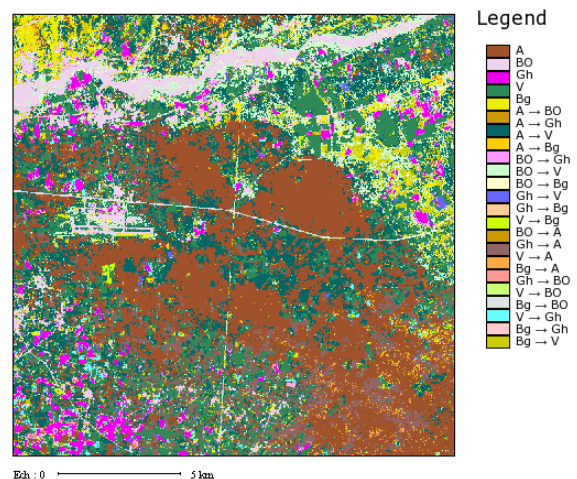 Legend
A
BO
Gh
V
Bg
A → BO
A → Gh
A → V
A → Bg
BO → Gh
BO → V
BO → Bg
Gh → V
Gh → Bg
V → Bg
BO → A
Gh → A
V → A
Bg → A
Gh → BO
V → BO
Bg → BO
V → Gh
Bg → Gh
Bg → V
Ech : 0 5 km